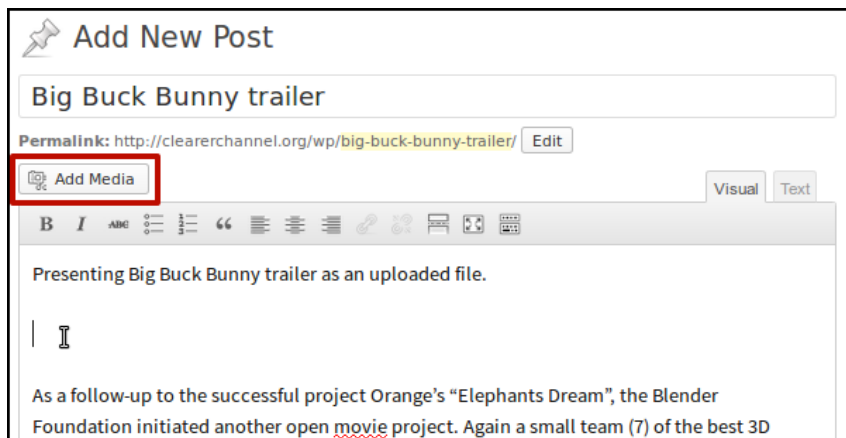 Add New Post
Big Buck Bunny trailer
Permalink: http://clearerchannel.org/wp/big-buck-bunny-trailer/ Edit
Add Media
Visual Text
B I ABC
Presenting Big Buck Bunny trailer as an uploaded file.
As a follow-up to the successful project Orange’s “Elephants Dream”, the Blender
Foundation initiated another open movie project. Again a small team (7) of the best 3D